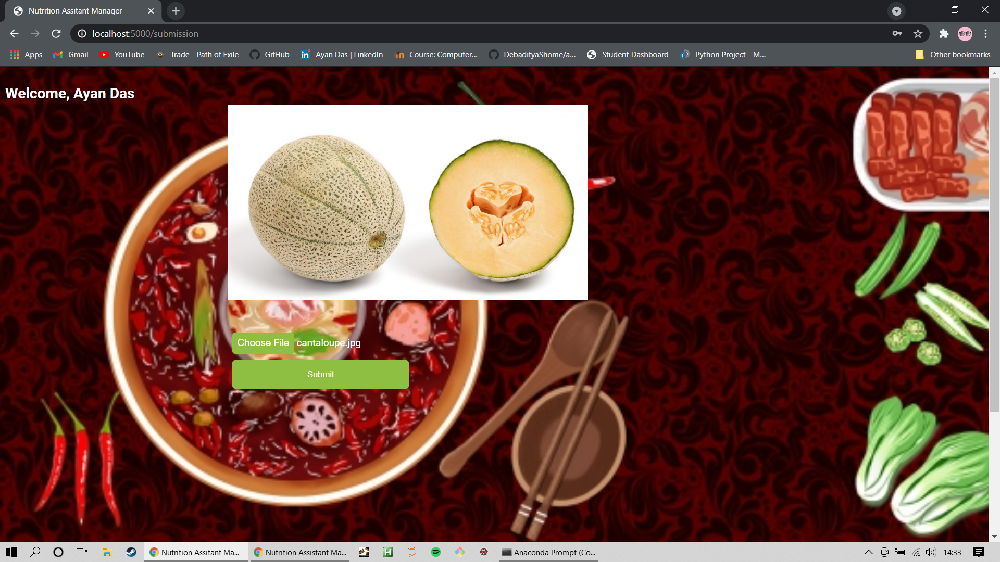 Nutrition Assitant Manager
localhost:5000/submission
Apps
Gmail
YouTube
Trade - Path of Exile
GitHub
Ayan Das | LinkedIn
Course: Computer...
DebadityaShome/a...
Student Dashboard
Python Project - M...
Other bookmarks
Welcome, Ayan Das
Choose File cantaloupe.jpg
Submit
Nutrition Assitant Ma...
Nutrition Assistant Ma...
Anaconda Prompt (Co...
14:33